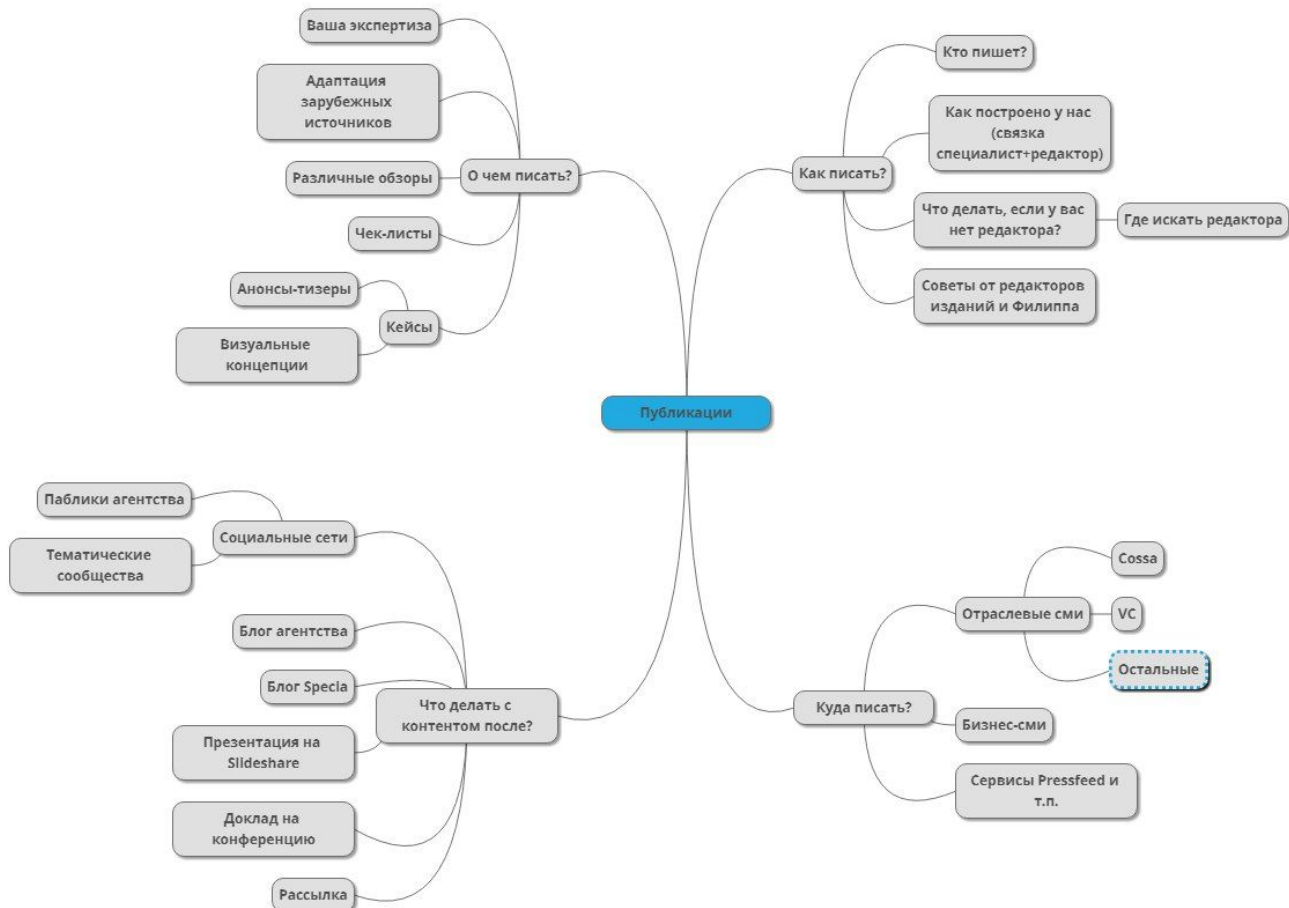 Ваша экспертиза
Адаптация
зарубежных
источников
Различные обзоры
Чек-листы
Анонсы-тизеры
Кейсы
Визуальные
концепции
О чем писать?
Кто пишет?
Как построено у нас
(связка
специалист+редактор)
Как писать?
Что делать, если у вас
нет редактора?
Где искать редактора
Советы от редакторов
изданий и Филиппа
Публикации
Паблики агентства
Социальные сети
Тематические
сообщества
Блог агентства
Блог Specia
Что делать с
контентом после?
Презентация на
Slideshare
Доклад на
конференцию
Рассылка
Cossa
Отраслевые сми
VC
Остальные
Куда писать?
Бизнес-сми
Сервисы Pressfeed и
т.п.